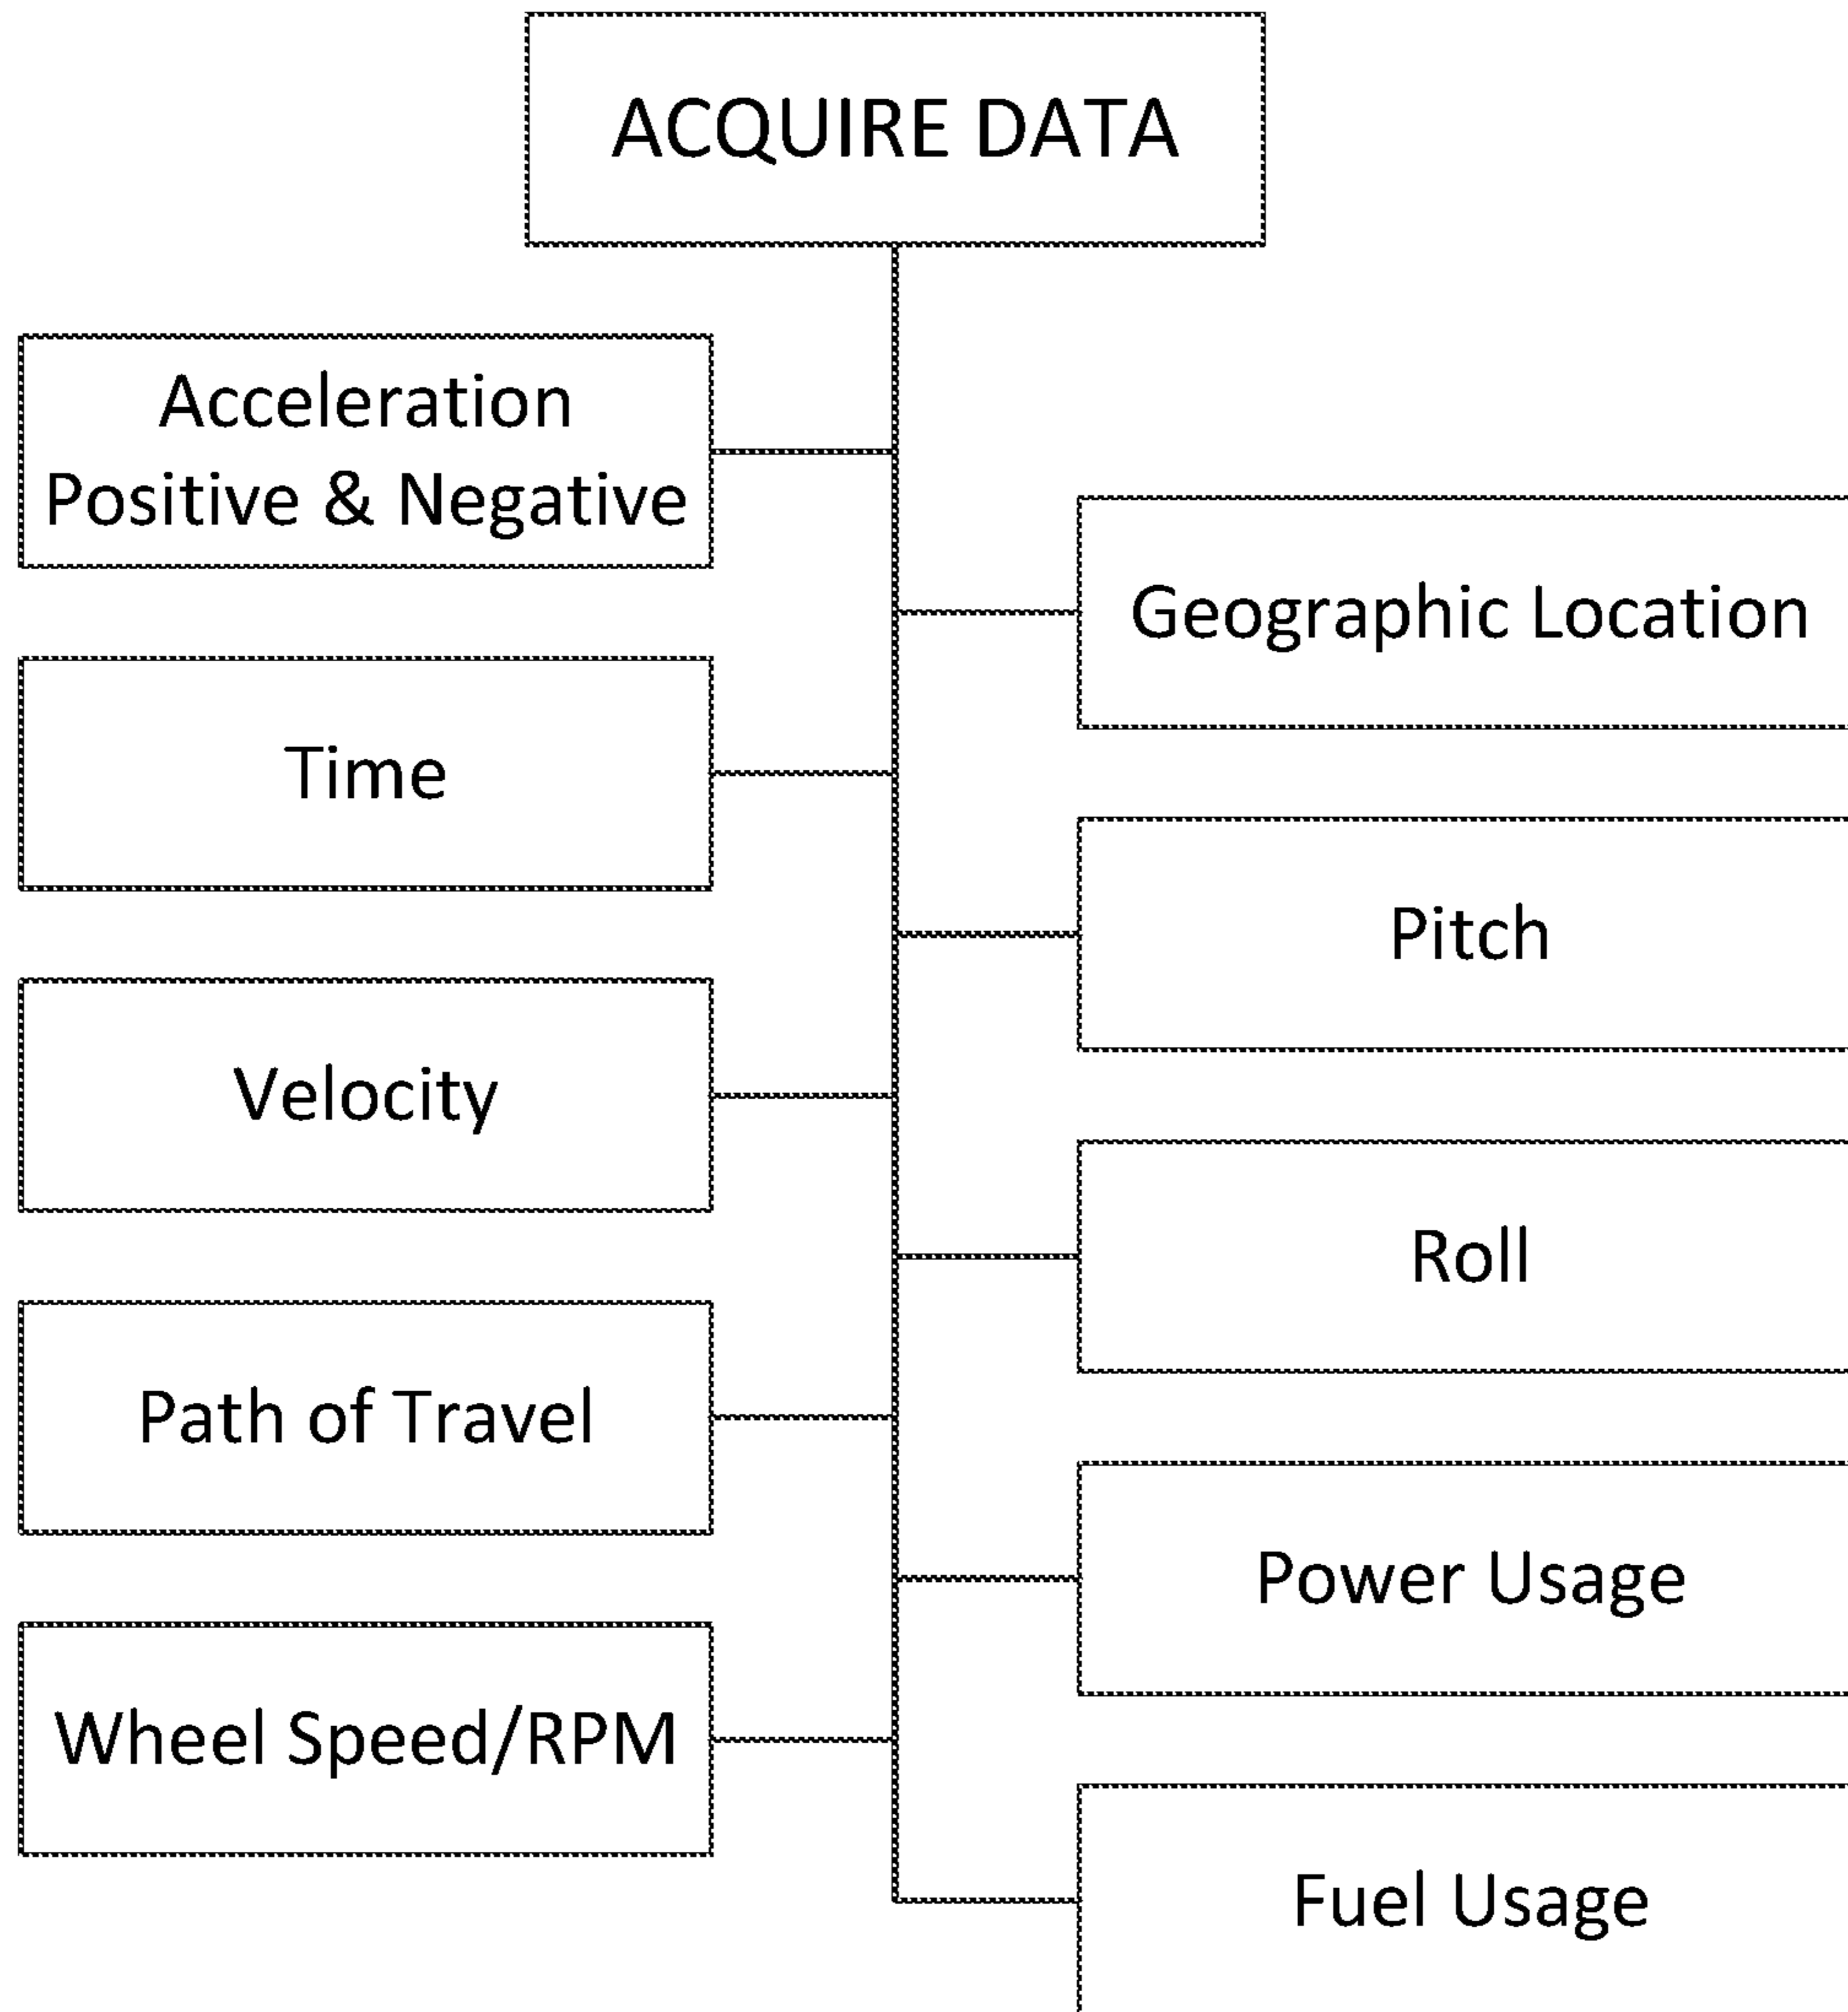 ACQUIRE DATA
Acceleration
Positive & Negative
Geographic Location
Time
Pitch
Velocity
Roll
Path of Travel
Power Usage
Wheel Speed/RPM
Fuel Usage